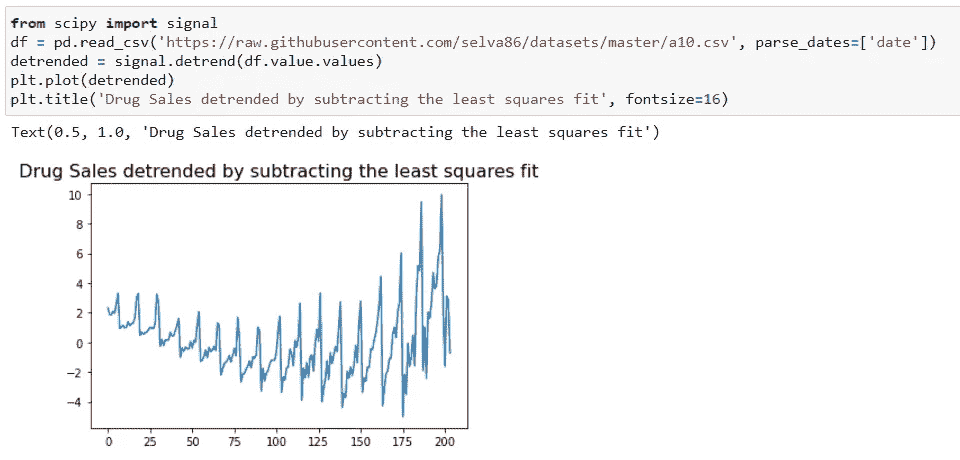 from scipy import signal
df = pd.read_csv('https://raw.githubusercontent.com/selva86/datasets/master/a10.csv', parse_dates=['date'])
detrended = signal.detrend(df.value.values)
plt.plot(detrended)
plt.title('Drug Sales detrended by subtracting the least squares fit', fontsize=16)
Text(0.5, 1.0, 'Drug Sales detrended by subtracting the least squares fit')
Drug Sales detrended by subtracting the least squares fit
10
8
6
4
2
0
−2
−4
0 25 50 75 100 125 150 175 200